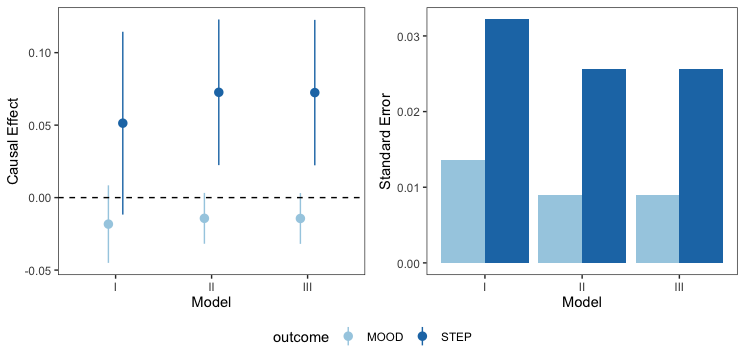 Causal Effect
0.10
0.05
0.00
-0.05
I
II
III
Model
Standard Error
0.03
0.02
0.01
0.00
I
II
III
Model
outcome MOOD STEP